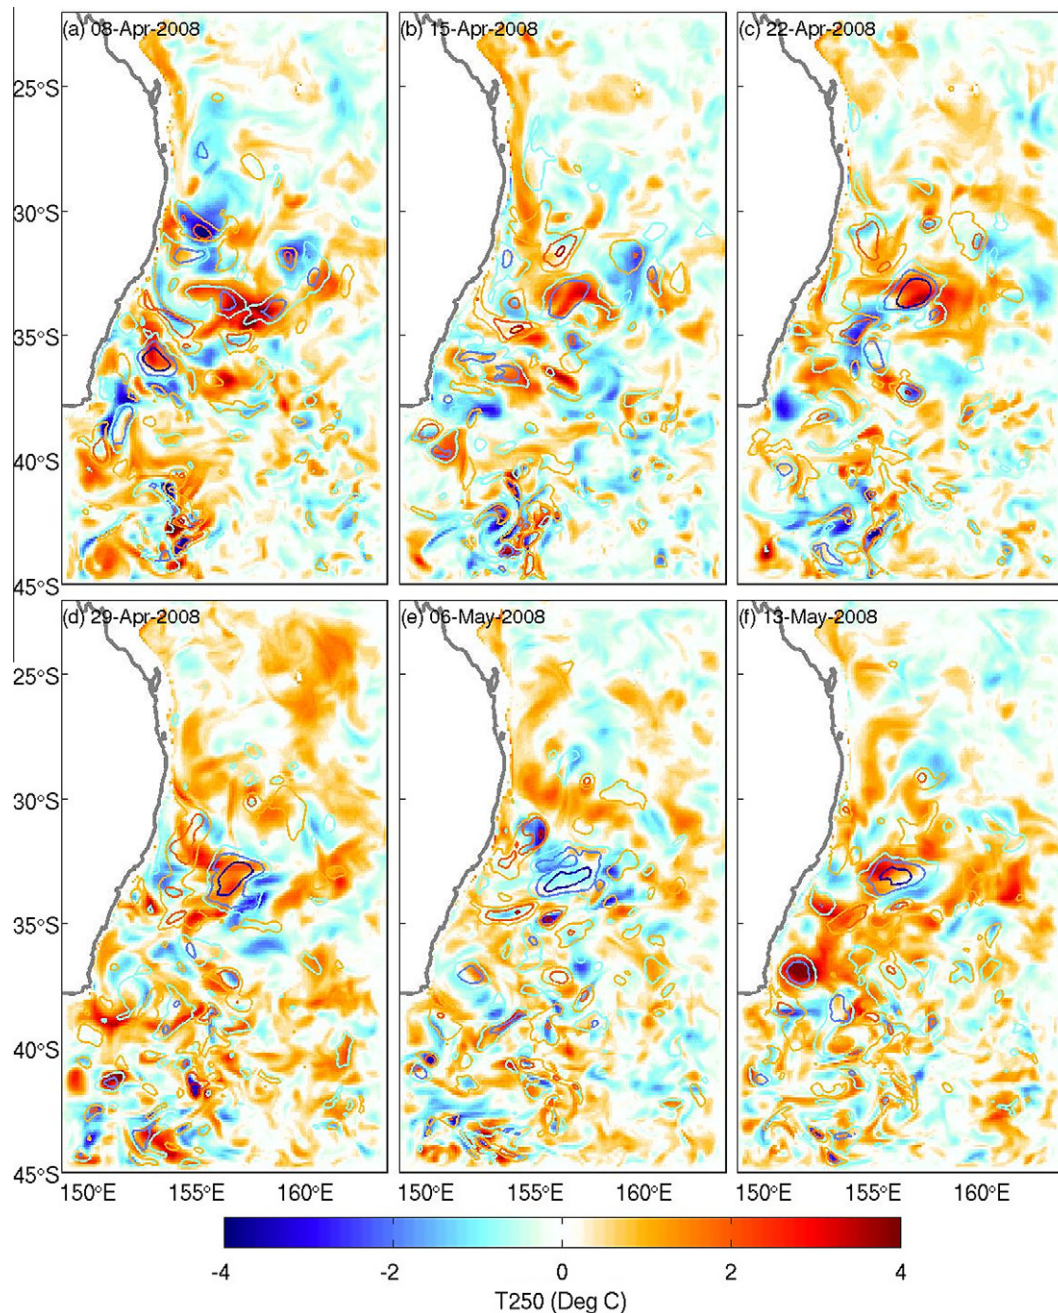 (a) 08-Apr-2008
(b) 15-Apr-2008
(c) 22-Apr-2008
25°S
30°S
35°S
40°S
45°S
(d) 29-Apr-2008
(e) 06-May-2008
(f) 13-May-2008
25°S
30°S
35°S
40°S
45°S
150°E 155°E 160°E 150°E 155°E 160°E 150°E 155°E 160°E
-4 -2 0 2 4
T250 (Deg C)